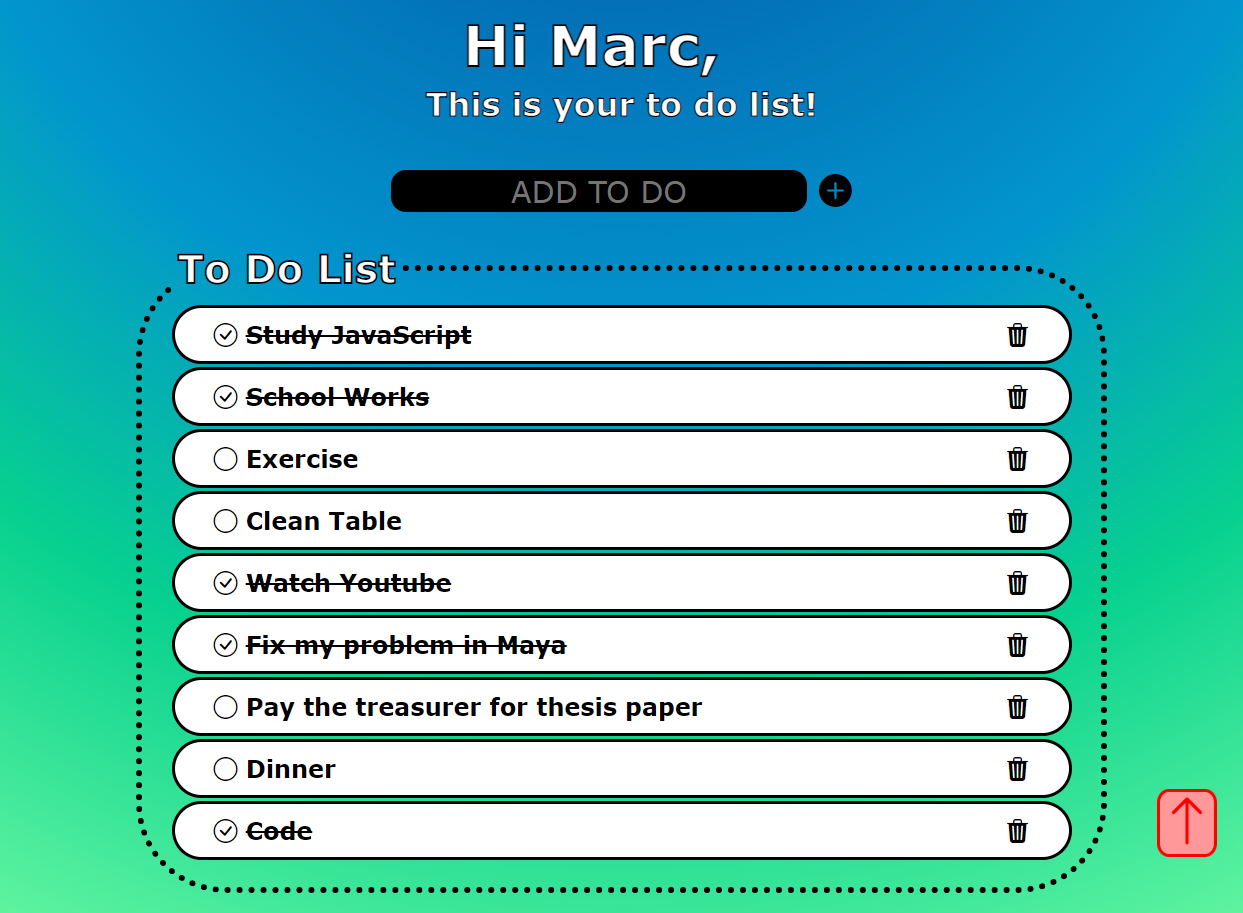 Hi Marc,
This is your to do list!
ADD TO DO
To Do List
Study JavaScript
School Works
Exercise
Clean Table
Watch Youtube
Fix my problem in Maya
Pay the treasurer for thesis paper
Dinner
Code